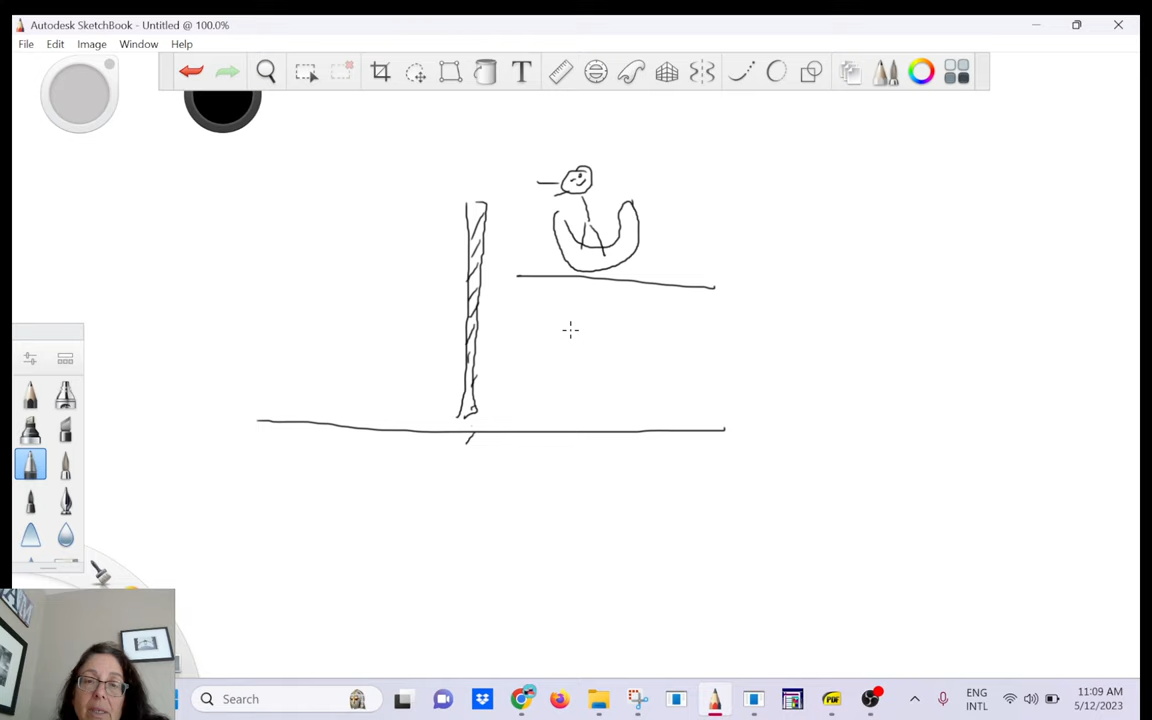 Autodesk SketchBook - Untitled @ 100.0%
File Edit Image Window Help
T
Search
ENG
INTL
11:09 AM
5/12/2023
PDF